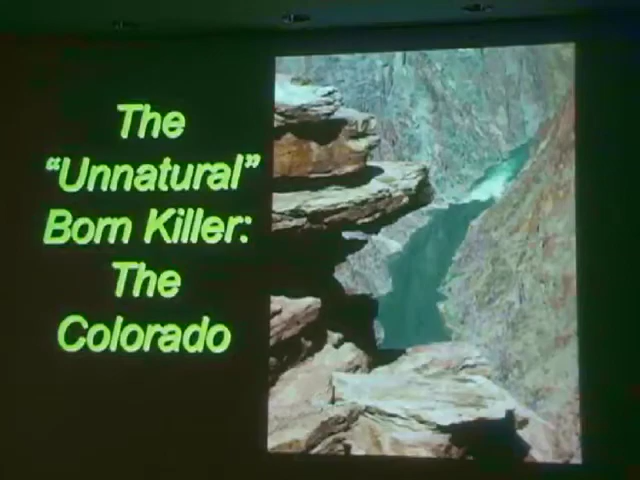 The
“Unnatural”
Born Killer:
The
Colorado